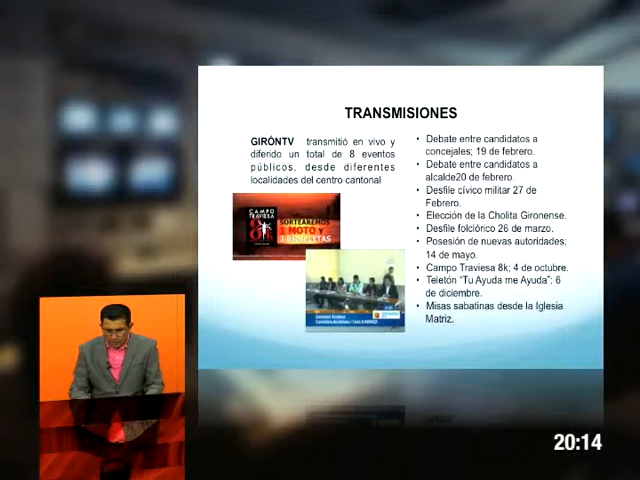 TRANSMISIONES
GIRÓNTV transmitió en vivo y
diferido un total de 8 eventos
públicos, desde diferentes
localidades del centro cantonal
• Debate entre candidatos a
concejales; 19 de febrero.
• Debate entre candidatos a
alcalde20 de febrero.
• Desfile cívico militar 27 de
Febrero.
• Elección de la Cholita Gironense.
• Desfile folclórico 26 de marzo.
• Posesión de nuevas autoridades;
14 de mayo.
• Campo Traviesa 8k; 4 de octubre.
• Teletón “Tu Ayuda me Ayuda”; 6
de diciembre.
• Misas sabatinas desde la Iglesia
Matriz.
CAMPO
TRAVIESA
8K
SORTEAREMOS
1 MOTO Y
BICICLETAS
20:14